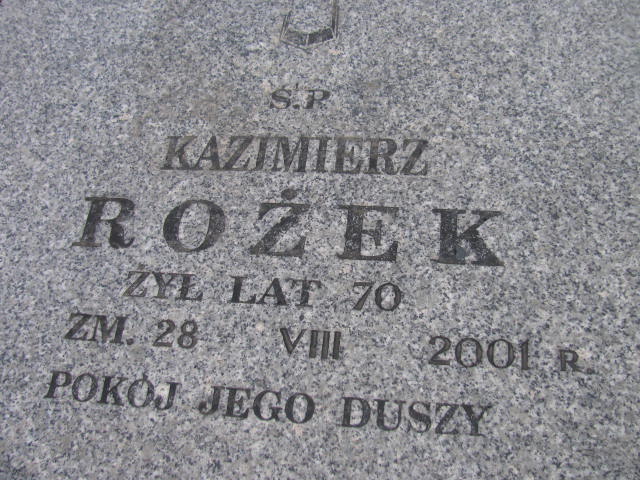 Ś.P
KAZIMIERZ
ROŻEK
ŻYŁ LAT 70
ZM. 28 VIII 2001 R.
POKÓJ JEGO DUSZY